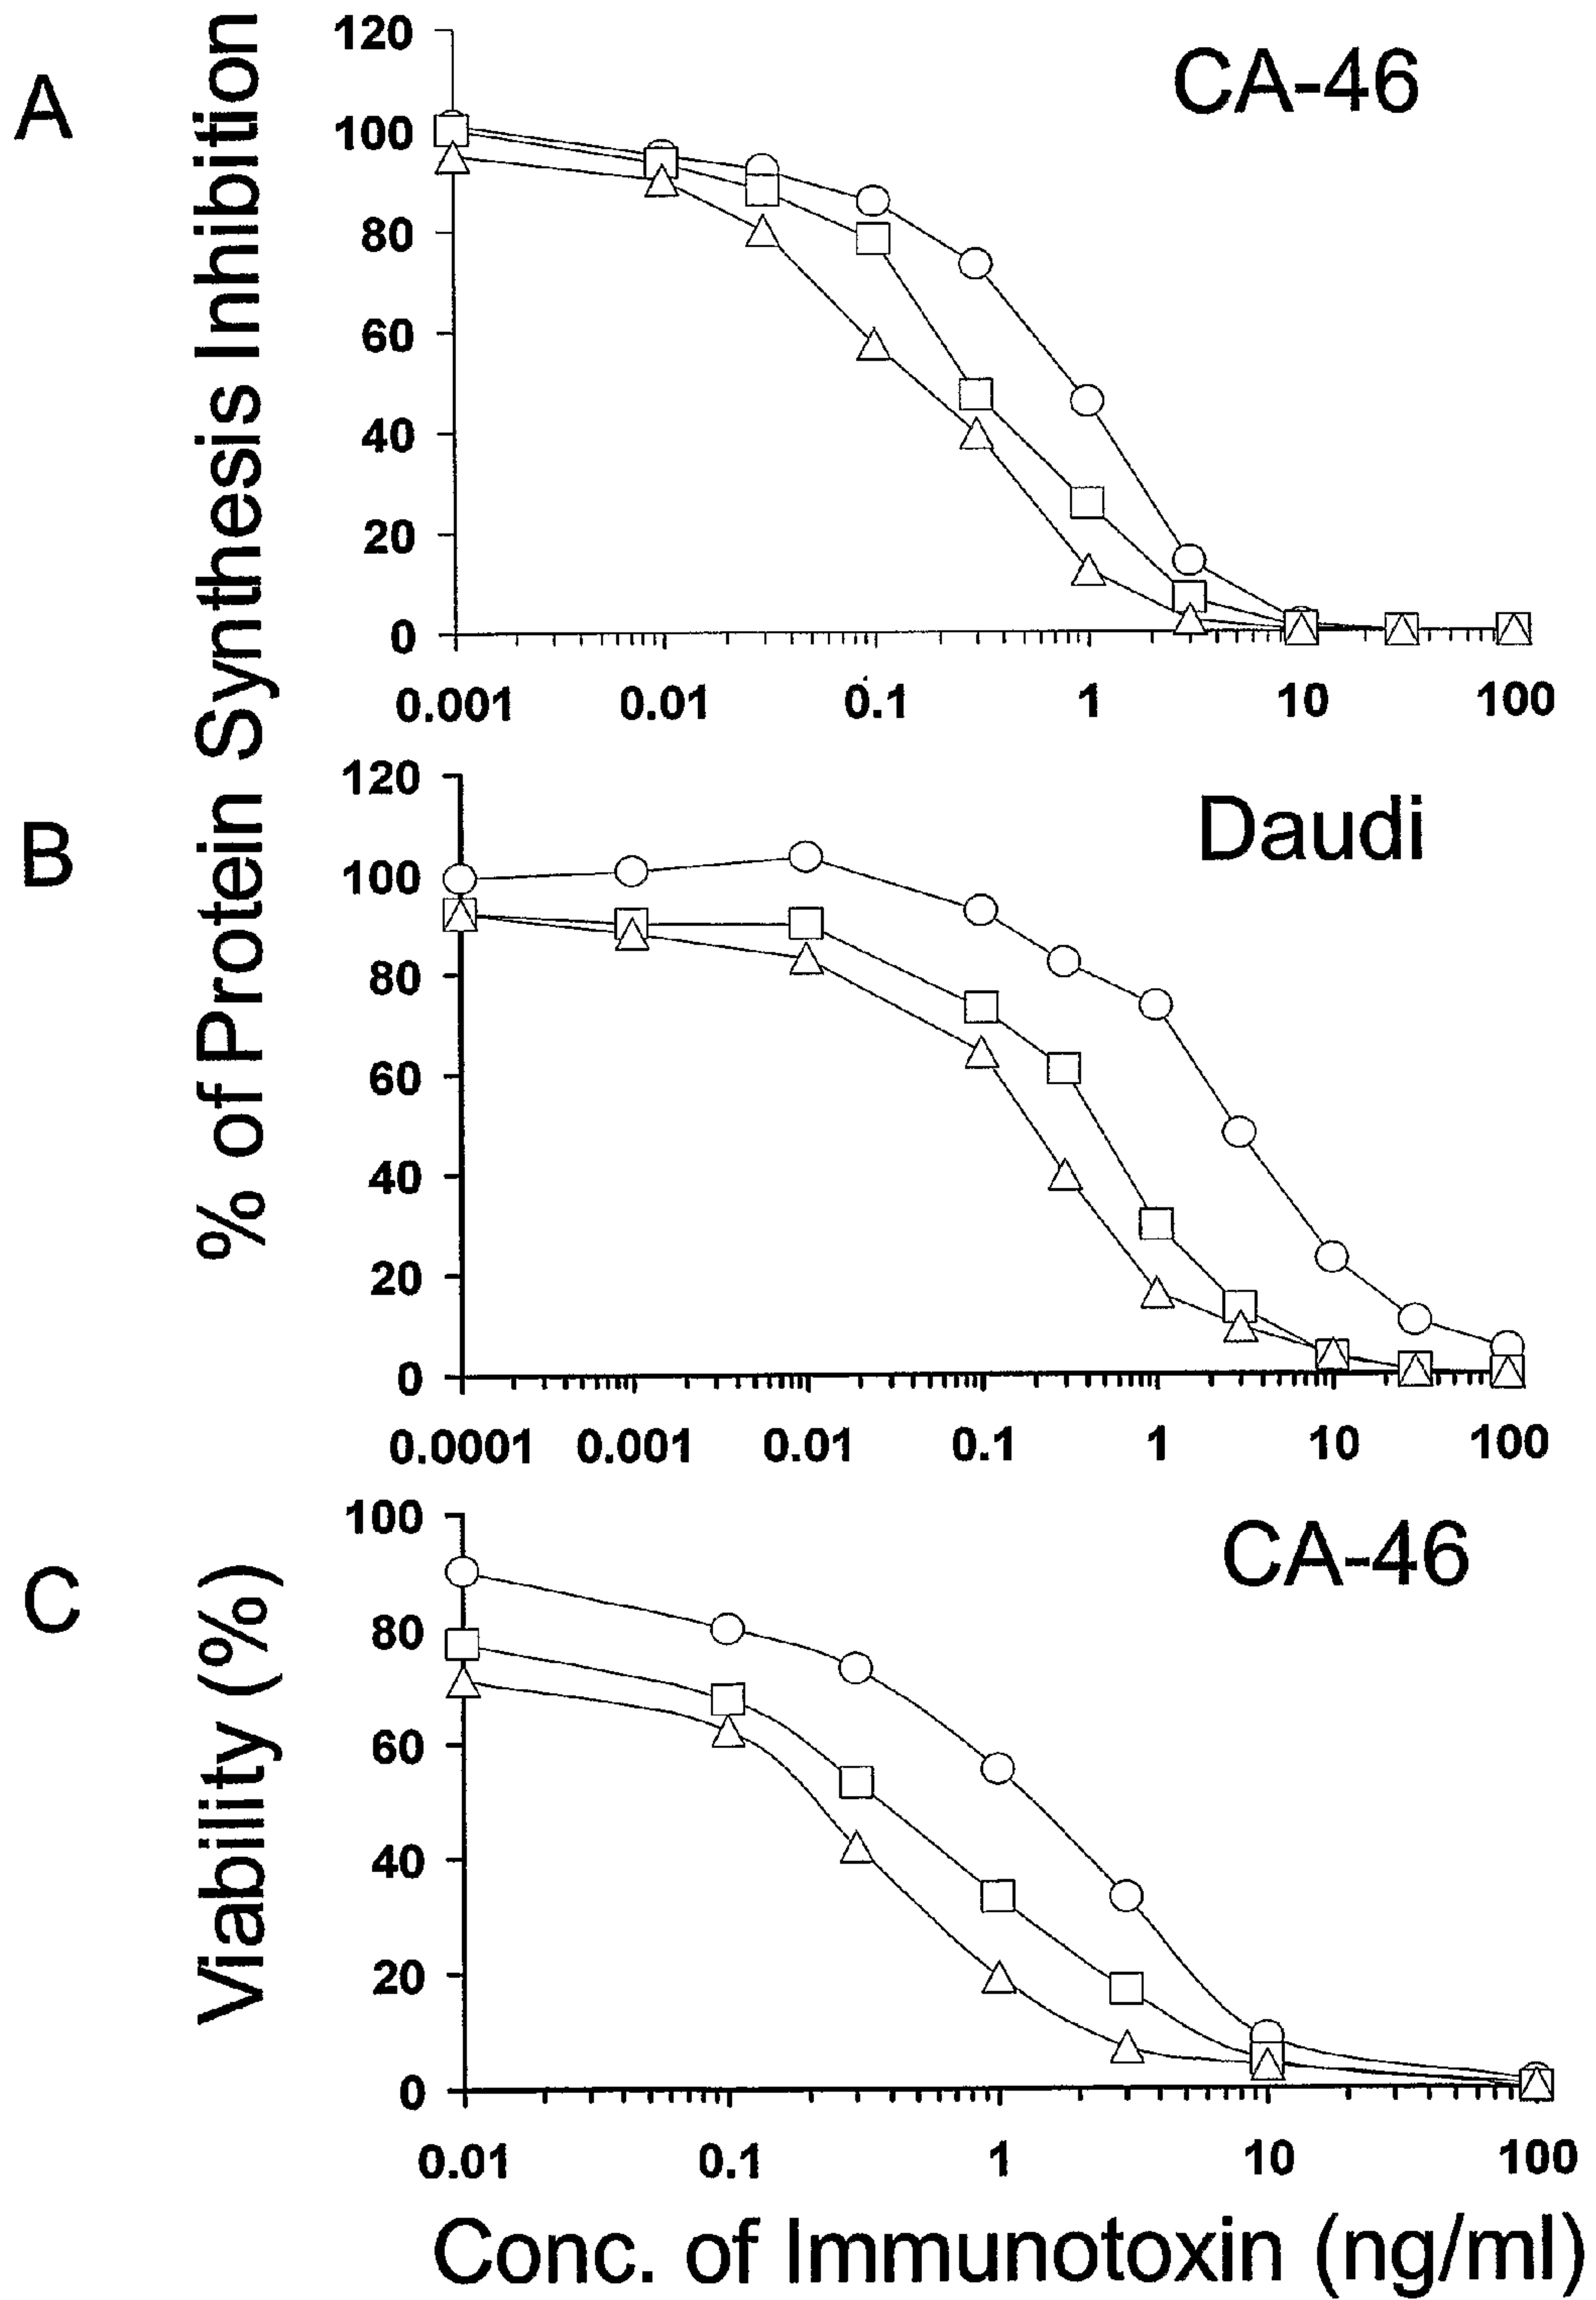 A
CA-46
% of Protein Synthesis Inhibition
120
100
80
60
40
20
0
0.001 0.01 0.1 1 10 100
B
Daudi
120
100
80
60
40
20
0
0.0001 0.001 0.01 0.1 1 10 100
C
CA-46
Viability (%)
100
80
60
40
20
0
0.01 0.1 1 10 100
Conc. of Immunotoxin (ng/ml)